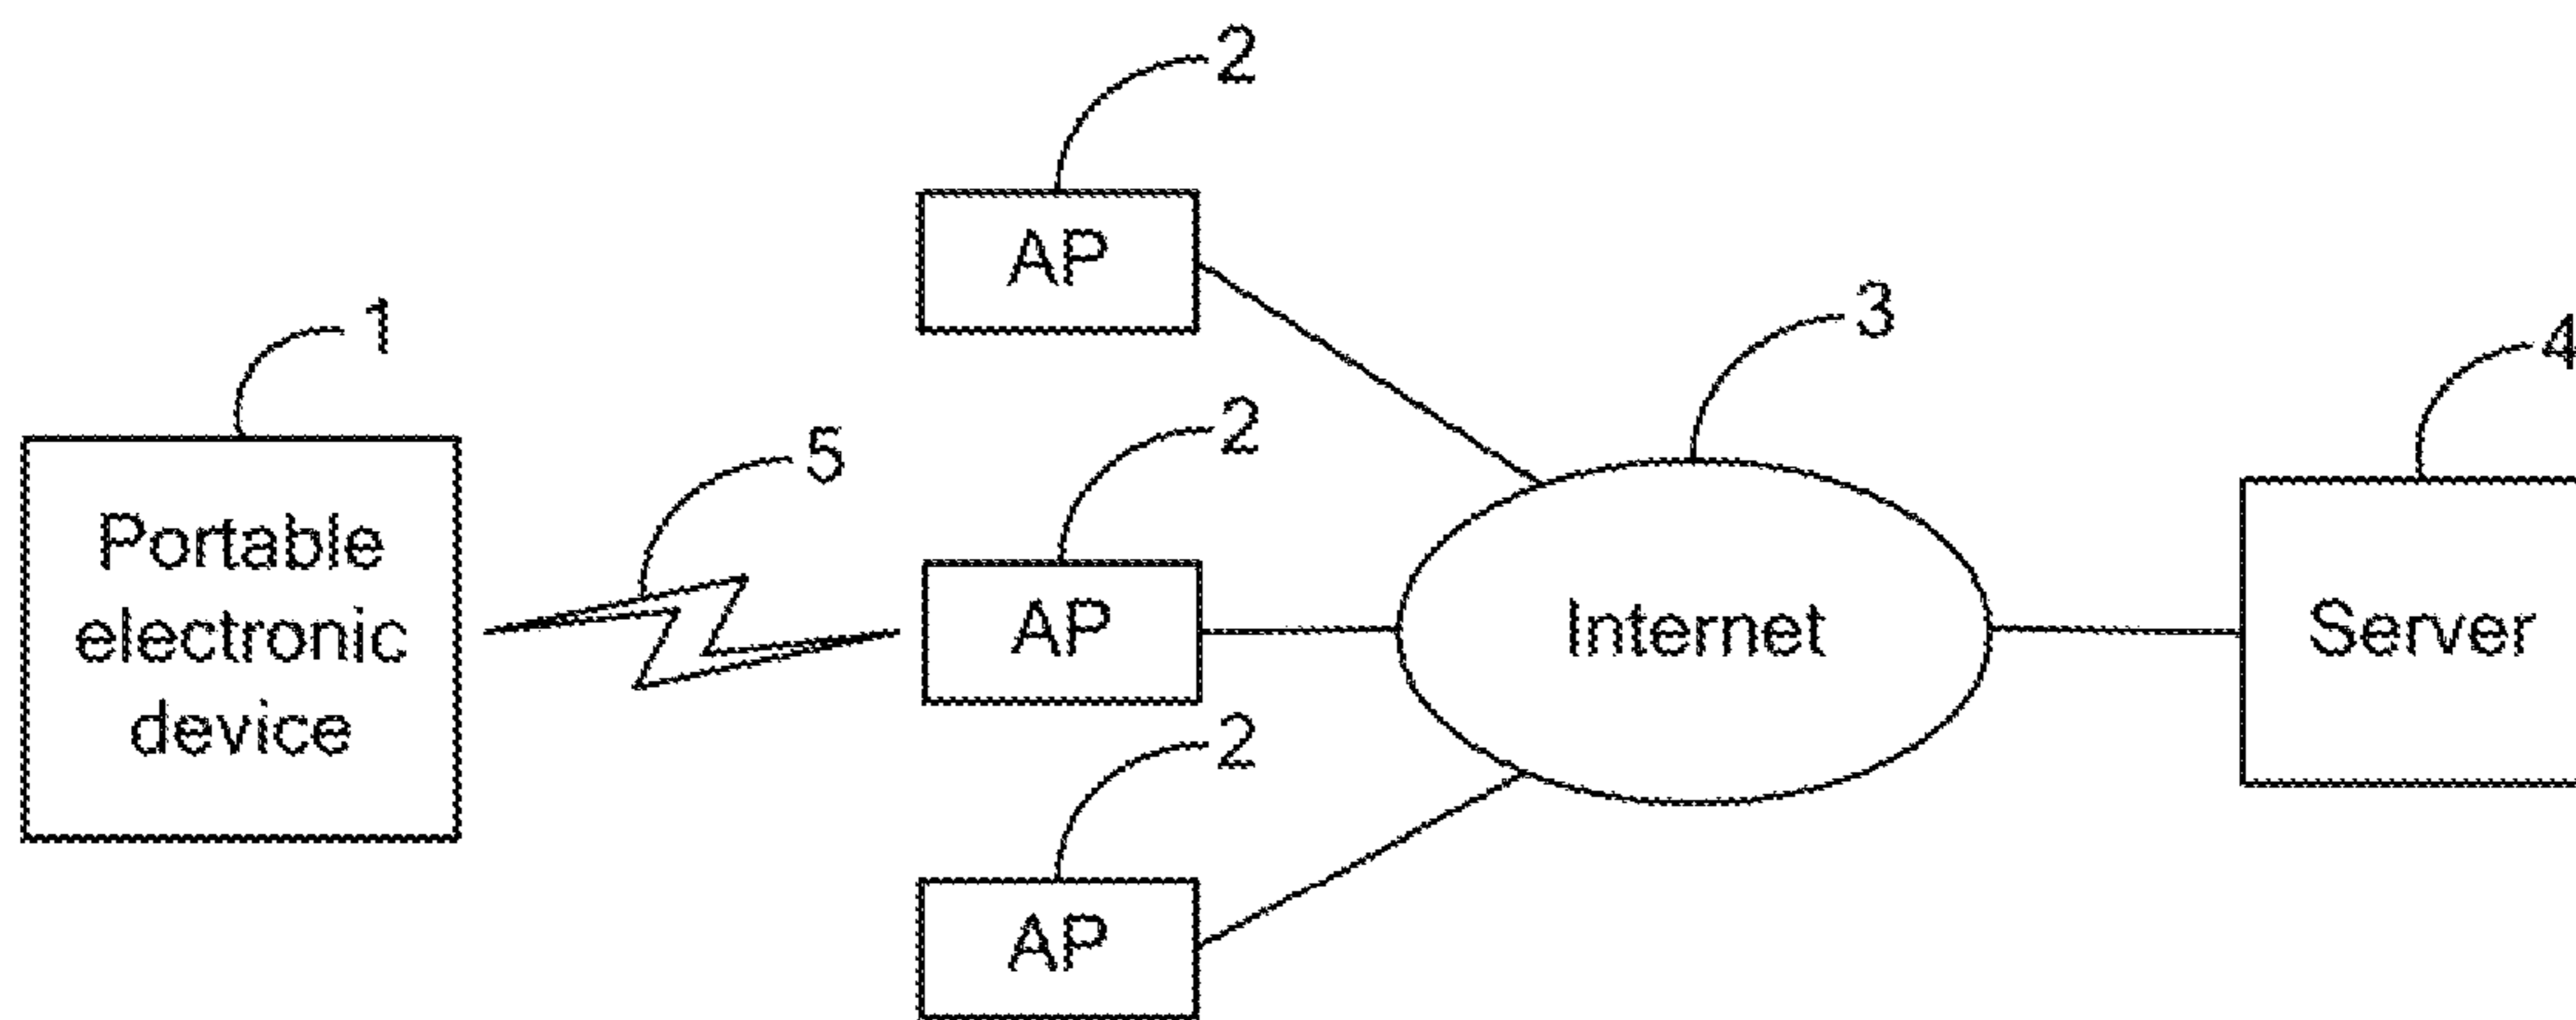 2
AP
1
3
4
2
5
Portable
electronic
device
AP
Internet
Server
2
AP